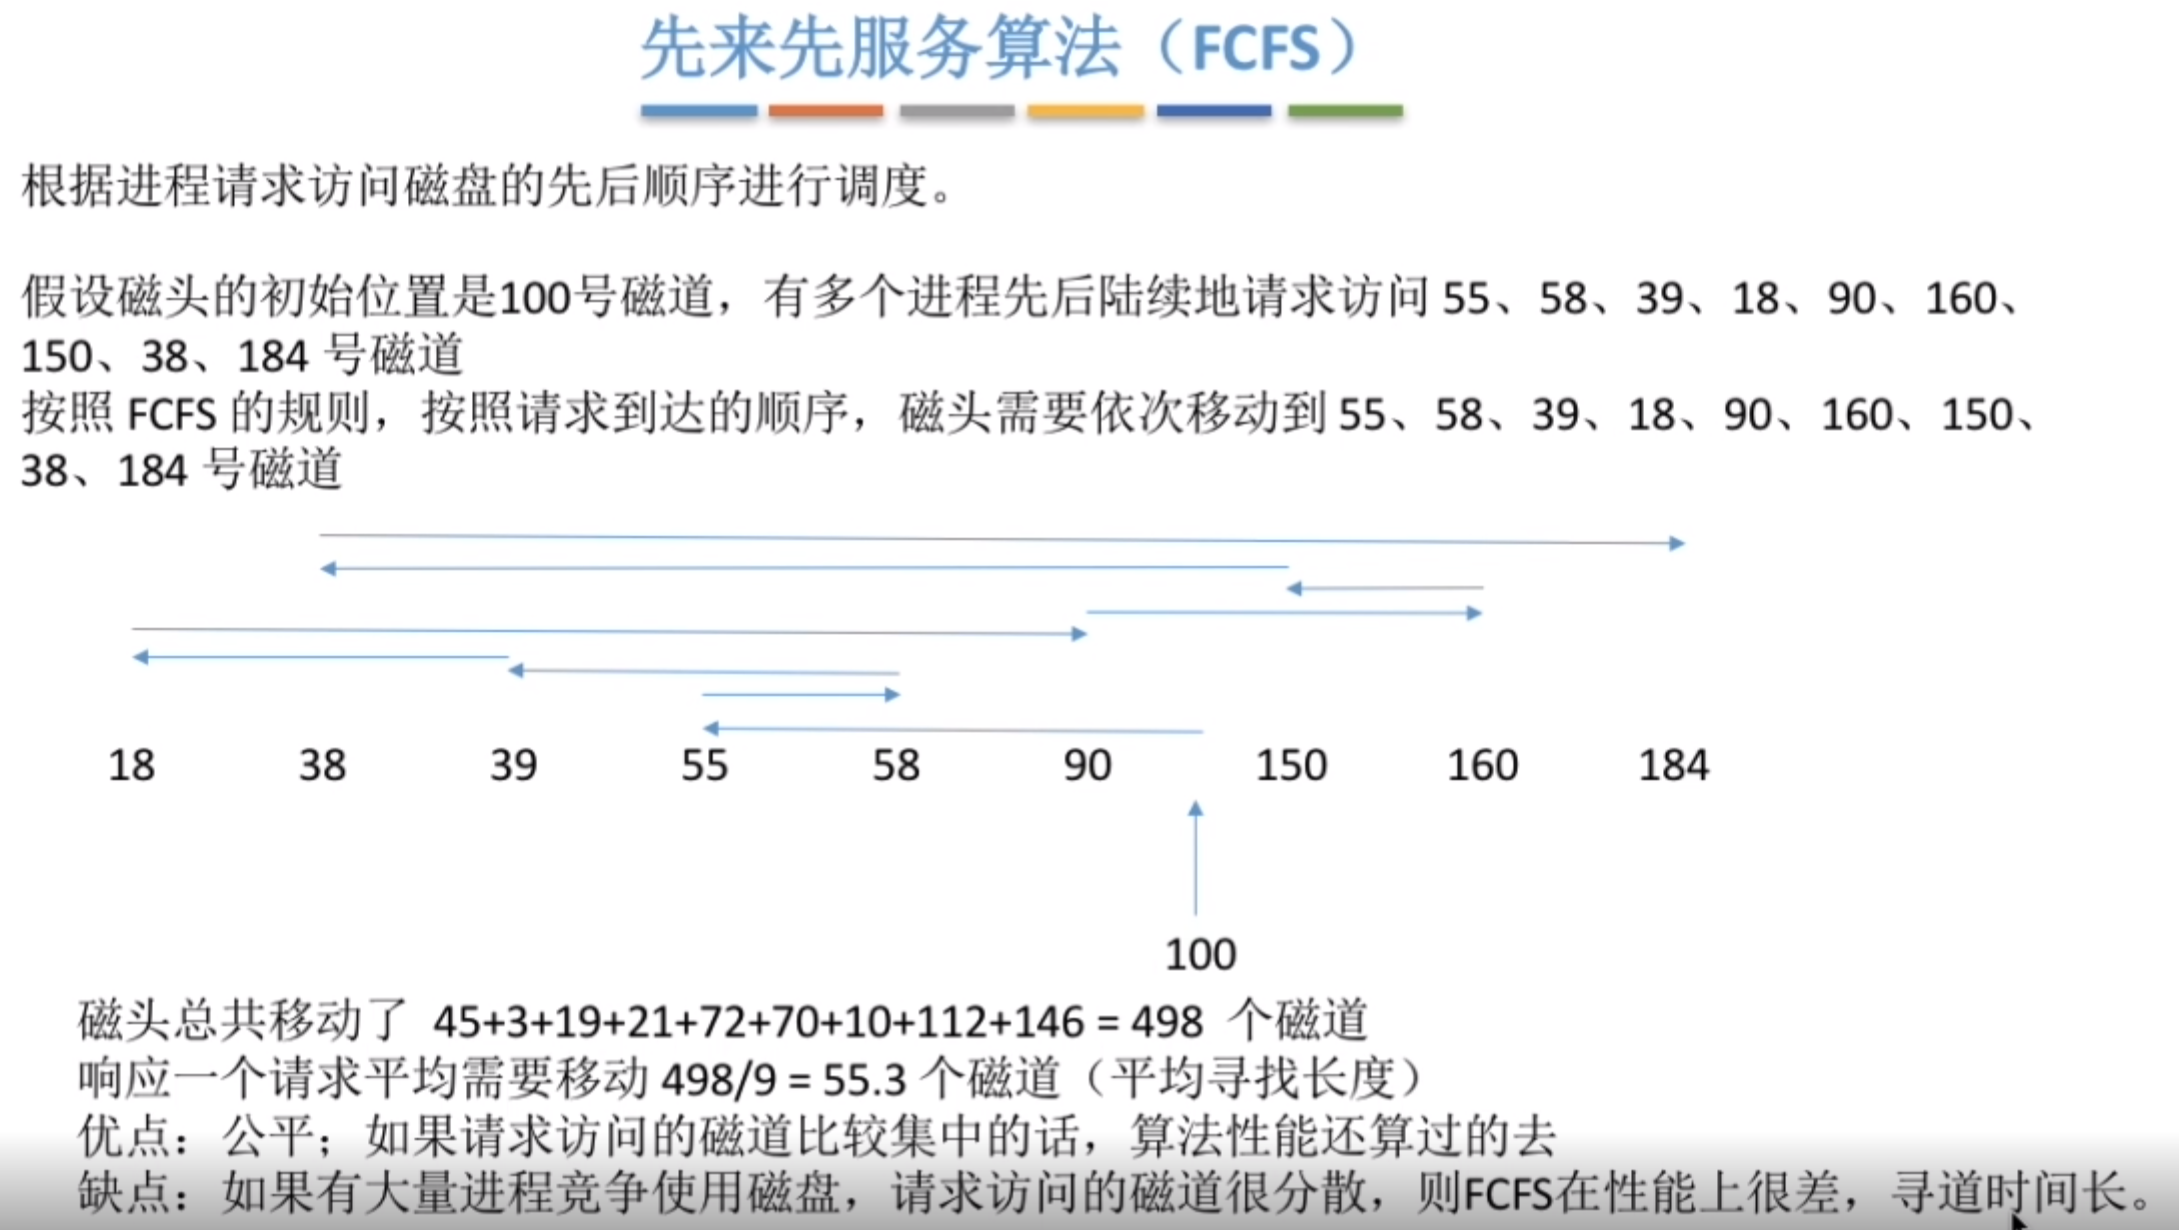 先来先服务算法（FCFS）
根据进程请求访问磁盘的先后顺序进行调度。
假设磁头的初始位置是100号磁道，有多个进程先后陆续地请求访问 55、58、39、18、90、160、
150、38、184 号磁道
按照 FCFS 的规则，按照请求到达的顺序，磁头需要依次移动到 55、58、39、18、90、160、150、
38、184 号磁道
18 38 39 55 58 90 150 160 184
100
磁头总共移动了 45+3+19+21+72+70+10+112+146 = 498 个磁道
响应一个请求平均需要移动 498/9 = 55.3 个磁道（平均寻找长度）
优点：公平；如果请求访问的磁道比较集中的话，算法性能还算过的去
缺点：如果有大量进程竞争使用磁盘，请求访问的磁道很分散，则FCFS在性能上很差，寻道时间长。